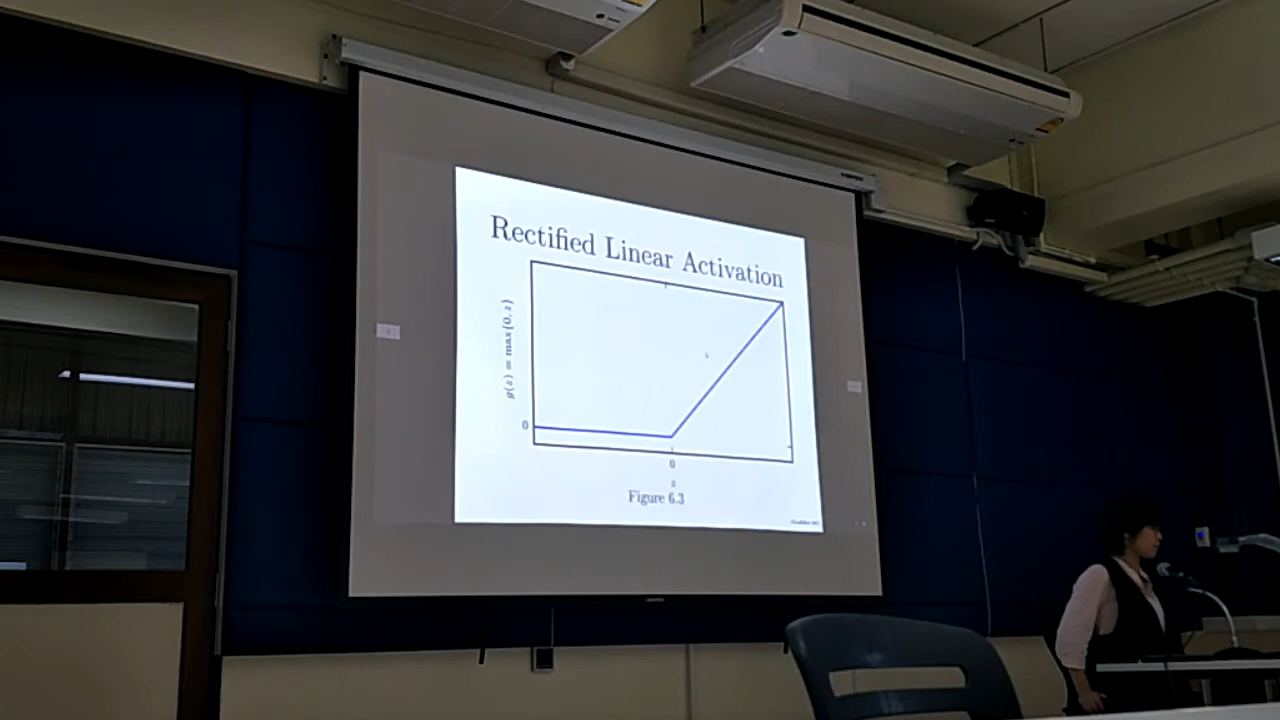 Rectified Linear Activation
g(z) = max{0, z}
0
0
z
Figure 6.3